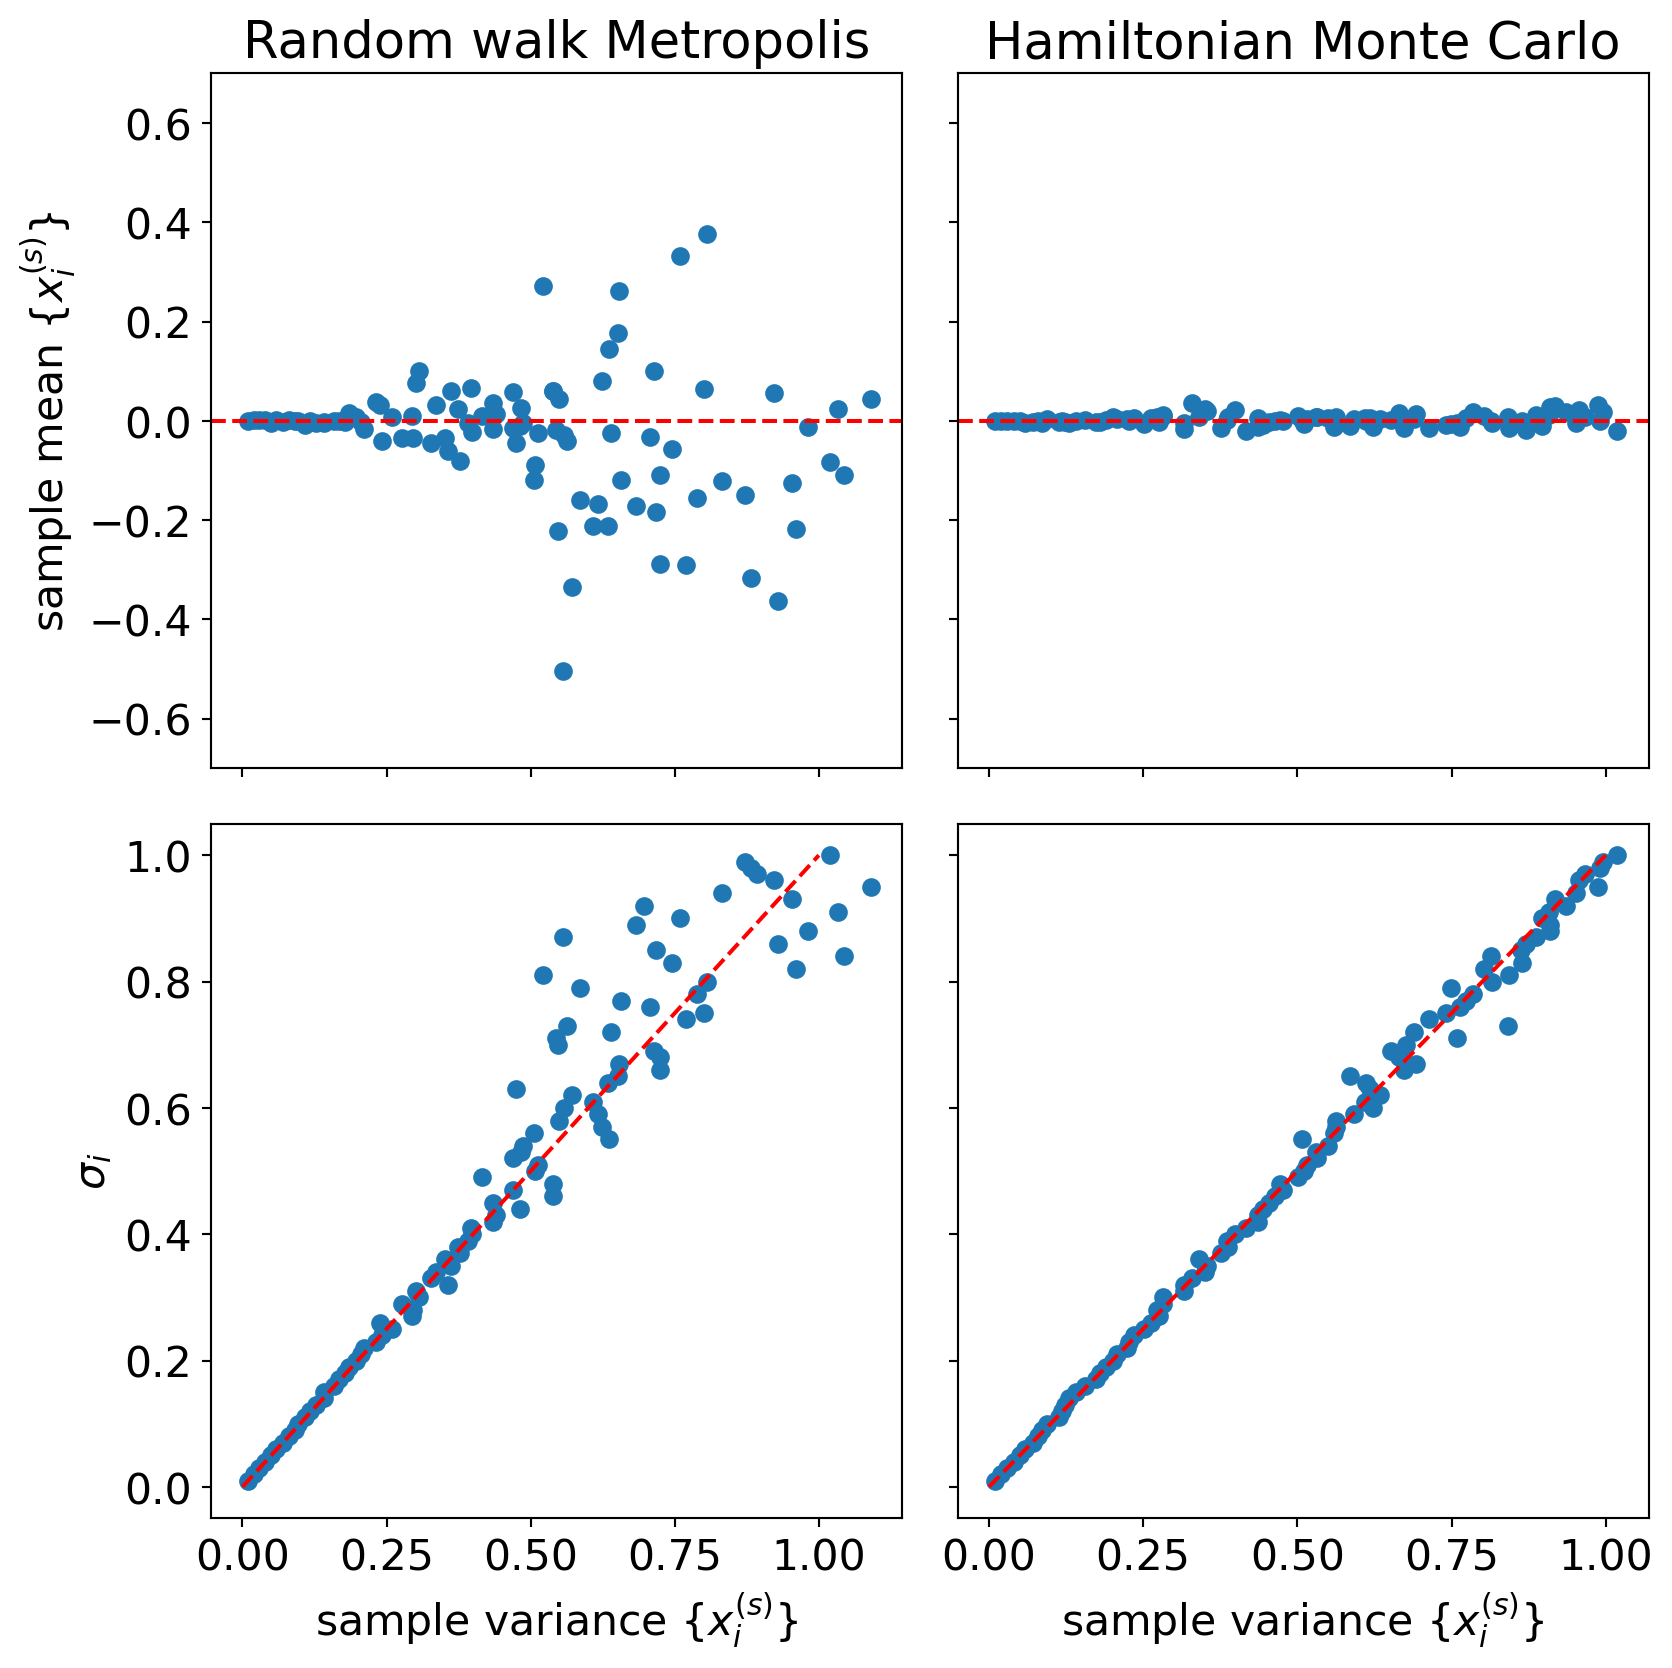 Random walk Metropolis
Hamiltonian Monte Carlo
0.6
0.4
0.2
0.0
−0.2
−0.4
−0.6
sample mean {x_i^(s)}
1.0
0.8
0.6
0.4
0.2
0.0
σ_i
0.00 0.25 0.50 0.75 1.00
0.00 0.25 0.50 0.75 1.00
sample variance {x_i^(s)}
sample variance {x_i^(s)}